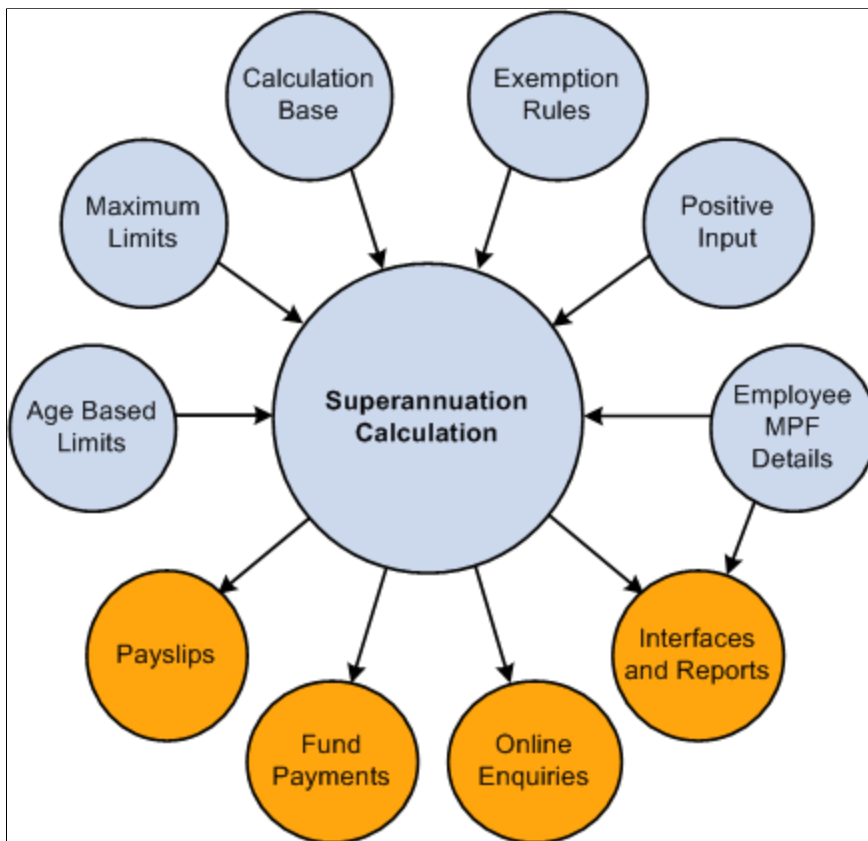 Calculation
Base
Exemption
Rules
Maximum
Limits
Positive
Input
Age Based
Limits
Superannuation
Calculation
Employee
MPF
Details
Payslips
Fund
Payments
Online
Enquiries
Interfaces
and Reports